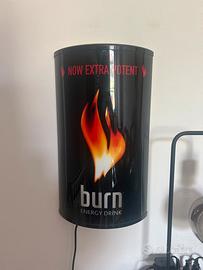 NOW EXTRA POTENT
burn
ENERGY DRINK